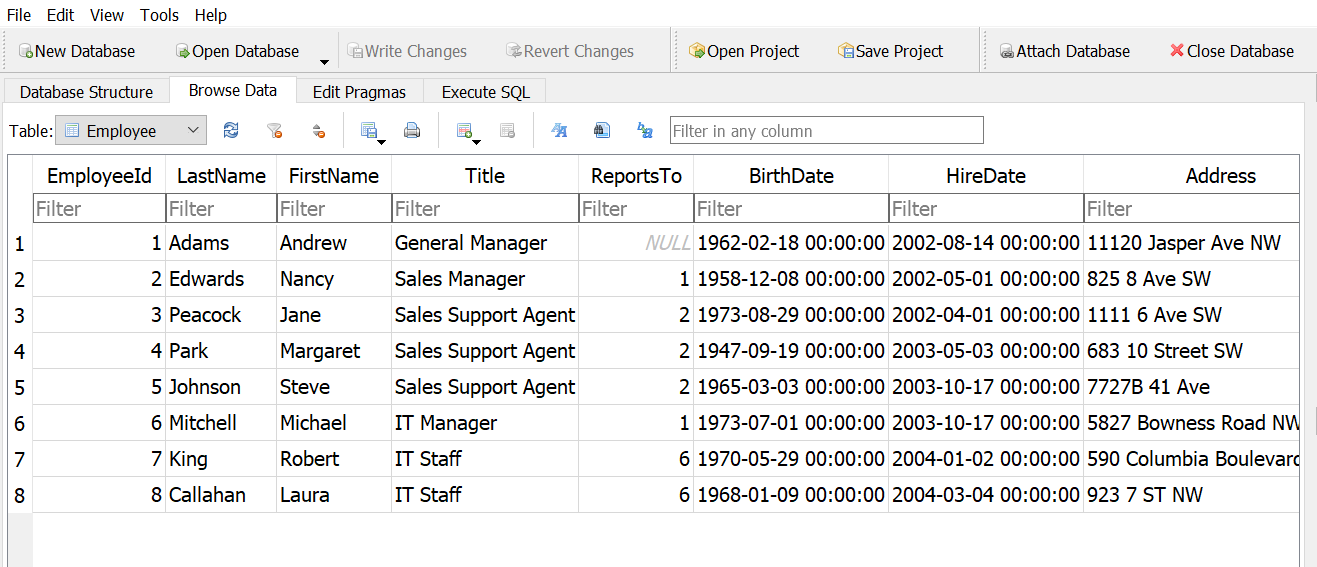 File Edit View Tools Help
New Database Open Database Write Changes Revert Changes Open Project Save Project Attach Database Close Database
Database Structure Browse Data Edit Pragmas Execute SQL
Table: Employee Filter in any column
EmployeeId LastName FirstName Title ReportsTo BirthDate HireDate Address
Filter Filter Filter Filter Filter Filter Filter Filter
1 1 Adams Andrew General Manager NULL 1962-02-18 00:00:00 2002-08-14 00:00:00 11120 Jasper Ave NW
2 2 Edwards Nancy Sales Manager 1 1958-12-08 00:00:00 2002-05-01 00:00:00 825 8 Ave SW
3 3 Peacock Jane Sales Support Agent 2 1973-08-29 00:00:00 2002-04-01 00:00:00 1111 6 Ave SW
4 4 Park Margaret Sales Support Agent 2 1947-09-19 00:00:00 2003-05-03 00:00:00 683 10 Street SW
5 5 Johnson Steve Sales Support Agent 2 1965-03-03 00:00:00 2003-10-17 00:00:00 7727B 41 Ave
6 6 Mitchell Michael IT Manager 1 1973-07-01 00:00:00 2003-10-17 00:00:00 5827 Bowness Road NW
7 7 King Robert IT Staff 6 1970-05-29 00:00:00 2004-01-02 00:00:00 590 Columbia Boulevard
8 8 Callahan Laura IT Staff 6 1968-01-09 00:00:00 2004-03-04 00:00:00 923 7 ST NW